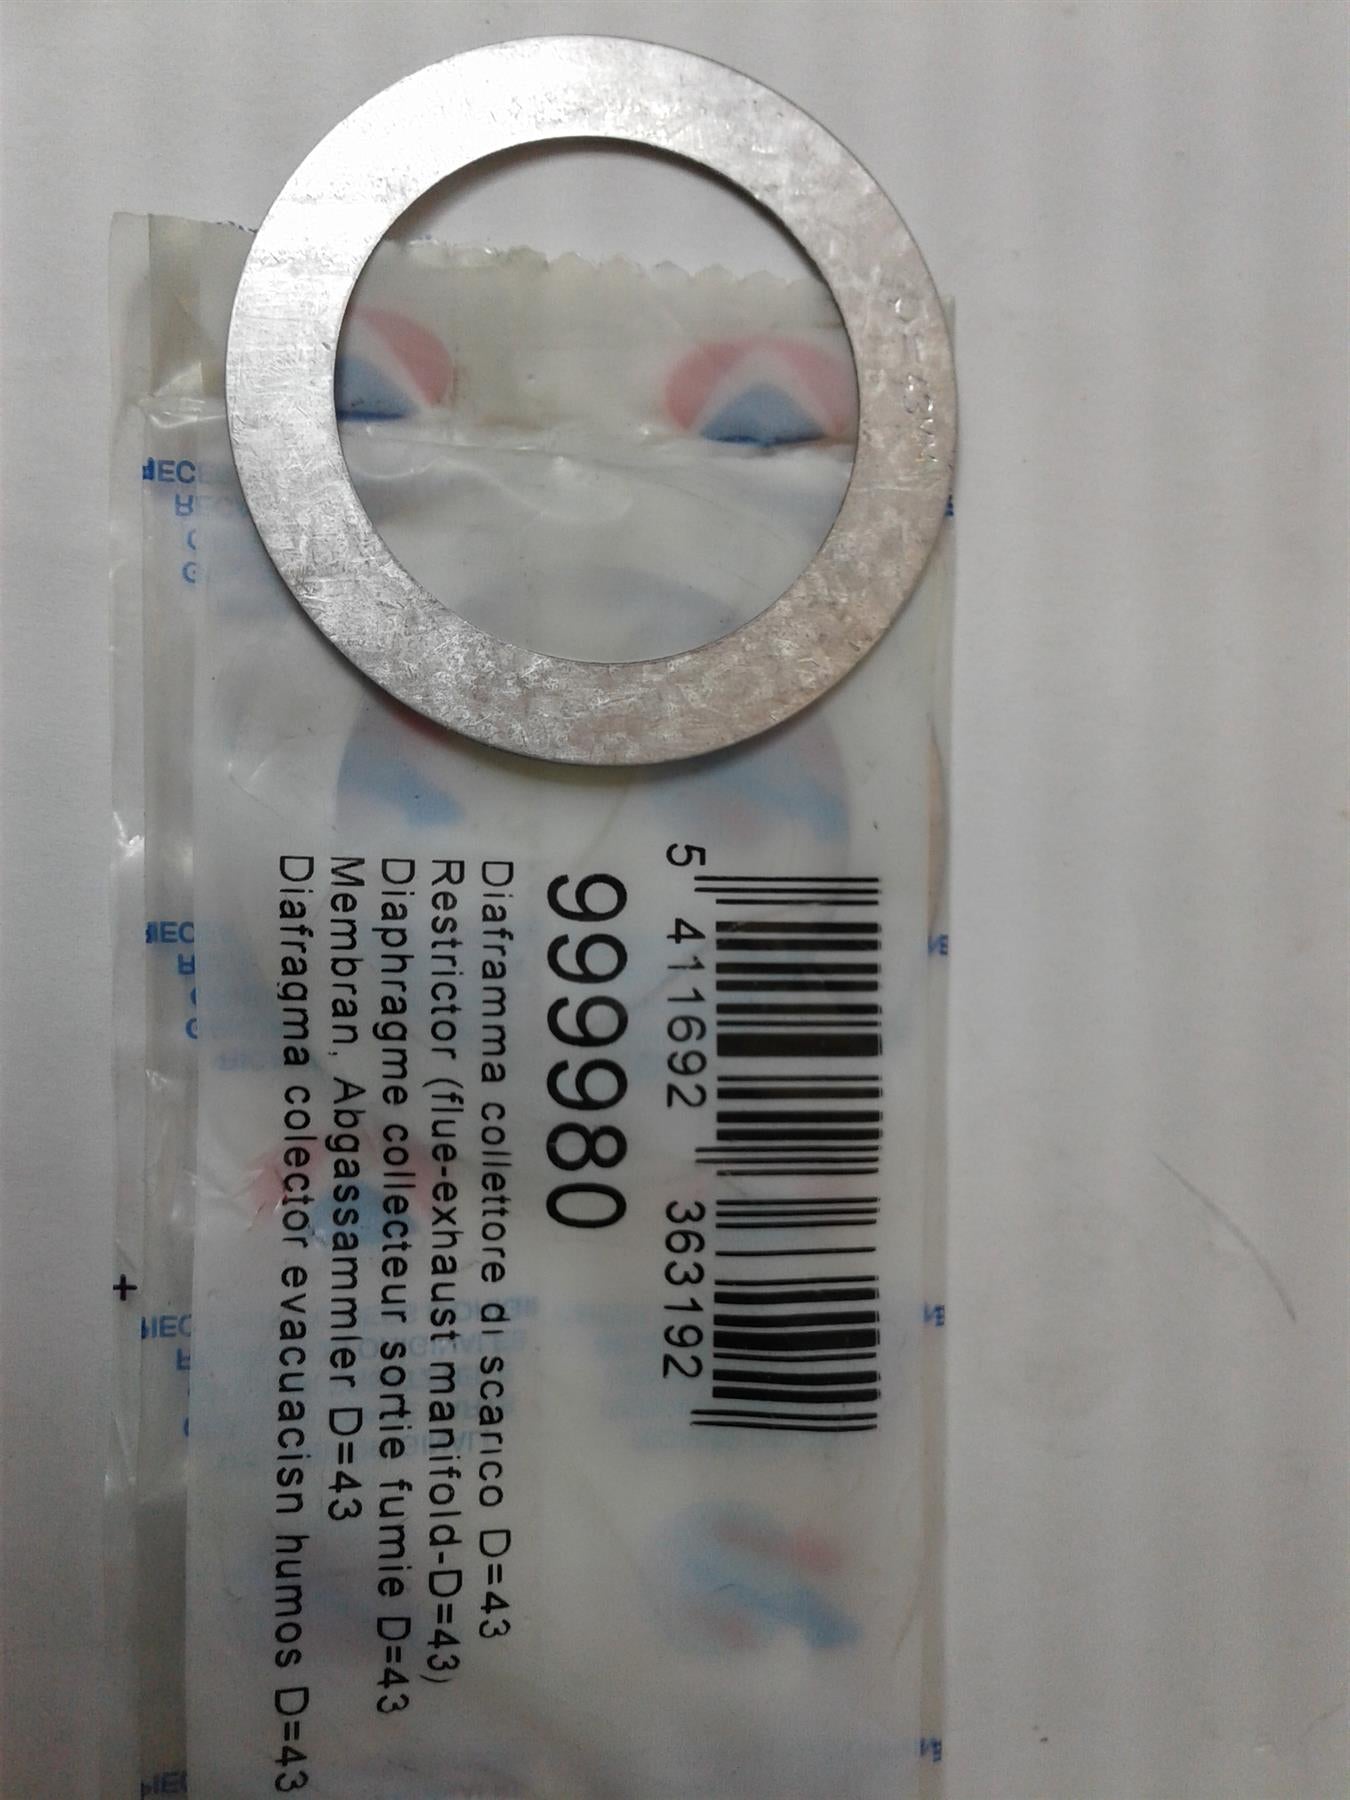 5 411692 363192
999980
Diaframma collettore di scarico D=43
Restrictor (flue-exhaust manifold-D=43)
Diaphragme collecteur sortie fumie D=43
Membran, Abgassammler D=43
Diafragma colector evacuacisn humos D=43